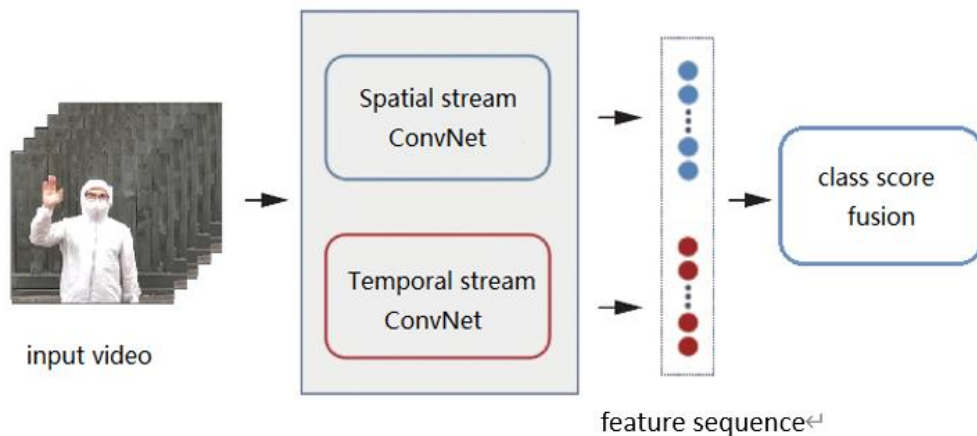 Spatial stream
ConvNet
Temporal stream
ConvNet
class score
fusion
input video
feature sequence↵